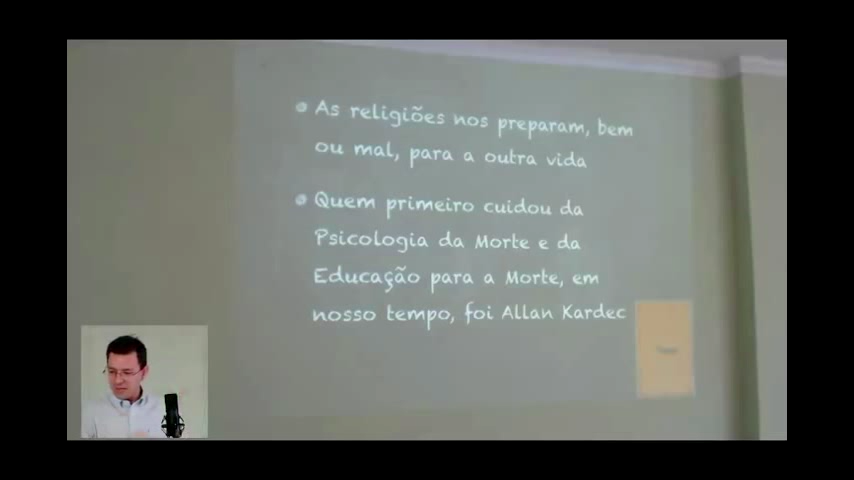 As religiões nos preparam, bem
ou mal, para a outra vida
Quem primeiro cuidou da
Psicologia da Morte e da
Educação para a Morte, em
nosso tempo, foi Allan Kardec